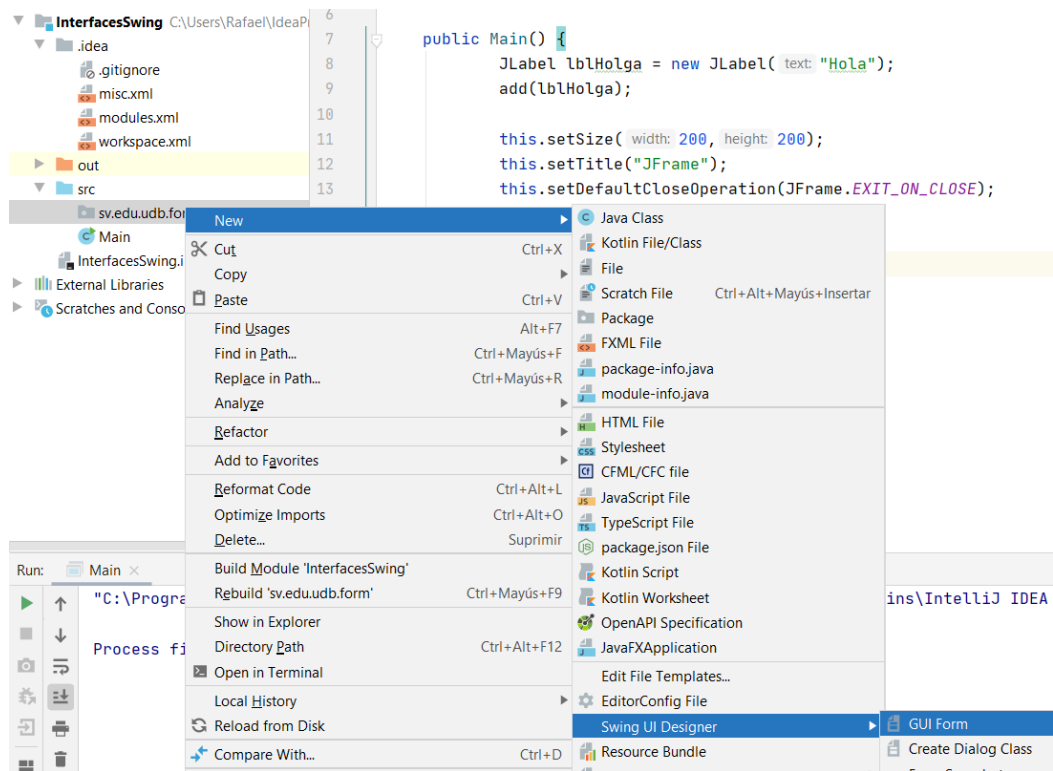 InterfacesSwing C:\Users\Rafael\IdeaPr
.idea
.gitignore
misc.xml
modules.xml
workspace.xml
out
src
sv.edu.udb.for
Main
InterfacesSwing.i
External Libraries
Scratches and Conso
6
7 public Main() {
8 JLabel lblHolga = new JLabel( text: "Hola");
9 add(lblHolga);
10
11 this.setSize( width: 200, height: 200);
12 this.setTitle("JFrame");
13 this.setDefaultCloseOperation(JFrame.EXIT_ON_CLOSE);
New
Cut Ctrl+X
Copy
Paste Ctrl+V
Find Usages Alt+F7
Find in Path... Ctrl+Mayús+F
Replace in Path... Ctrl+Mayús+R
Analyze
Refactor
Add to Favorites
Reformat Code Ctrl+Alt+L
Optimize Imports Ctrl+Alt+O
Delete... Suprimir
Build Module 'InterfacesSwing'
Rebuild 'sv.edu.udb.form' Ctrl+Mayús+F9
Show in Explorer
Directory Path Ctrl+Alt+F12
Open in Terminal
Local History
Reload from Disk
Compare With... Ctrl+D
Java Class
Kotlin File/Class
File
Scratch File Ctrl+Alt+Mayús+Insertar
Package
FXML File
package-info.java
module-info.java
HTML File
Stylesheet
CFML/CFC file
JavaScript File
TypeScript File
package.json File
Kotlin Script
Kotlin Worksheet
OpenAPI Specification
JavaFXApplication
Edit File Templates...
EditorConfig File
Swing UI Designer
Resource Bundle
GUI Form
Create Dialog Class
Run: Main
"C:\Progra
ins\IntelliJ IDEA
Process fi